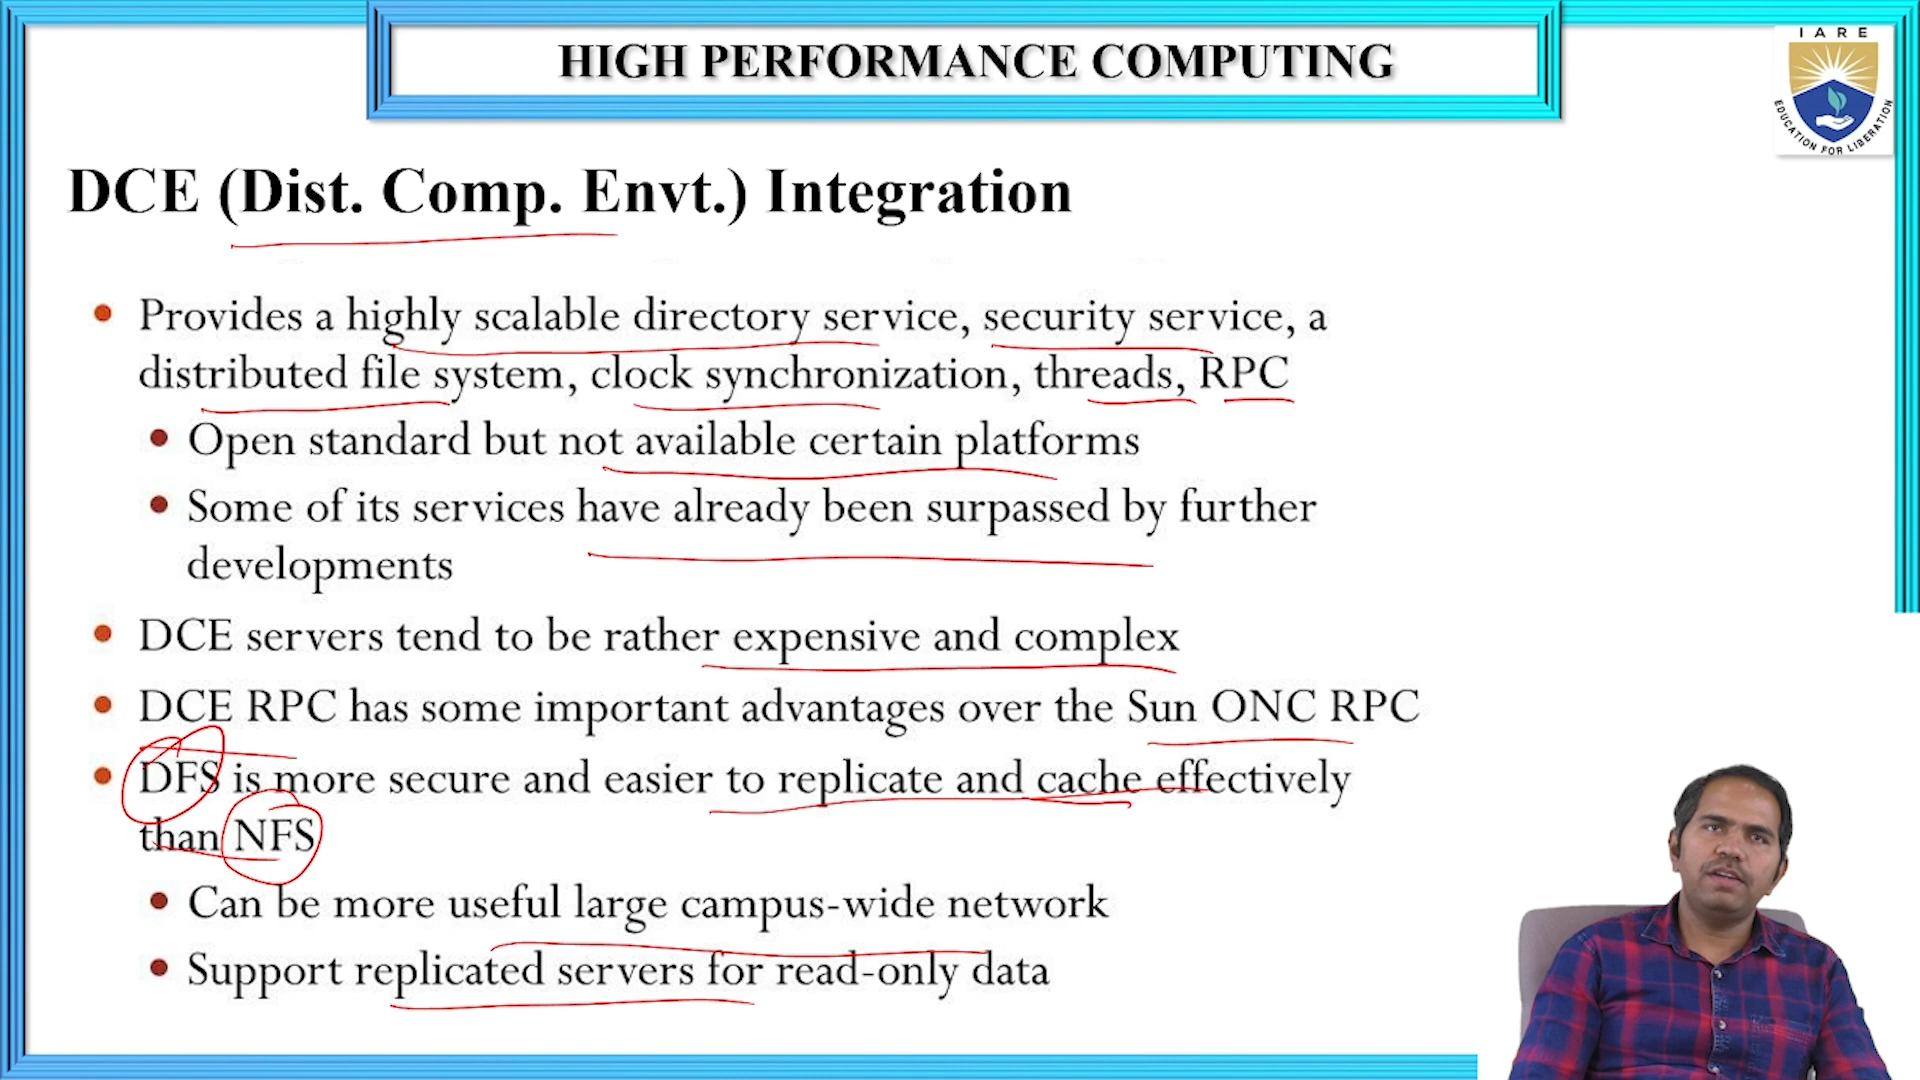 HIGH PERFORMANCE COMPUTING
IARE
EDUCATION FOR LIBERATION
DCE (Dist. Comp. Envt.) Integration
• Provides a highly scalable directory service, security service, a
distributed file system, clock synchronization, threads, RPC
• Open standard but not available certain platforms
• Some of its services have already been surpassed by further
developments
• DCE servers tend to be rather expensive and complex
• DCE RPC has some important advantages over the Sun ONC RPC
• DFS is more secure and easier to replicate and cache effectively
than NFS
• Can be more useful large campus-wide network
• Support replicated servers for read-only data